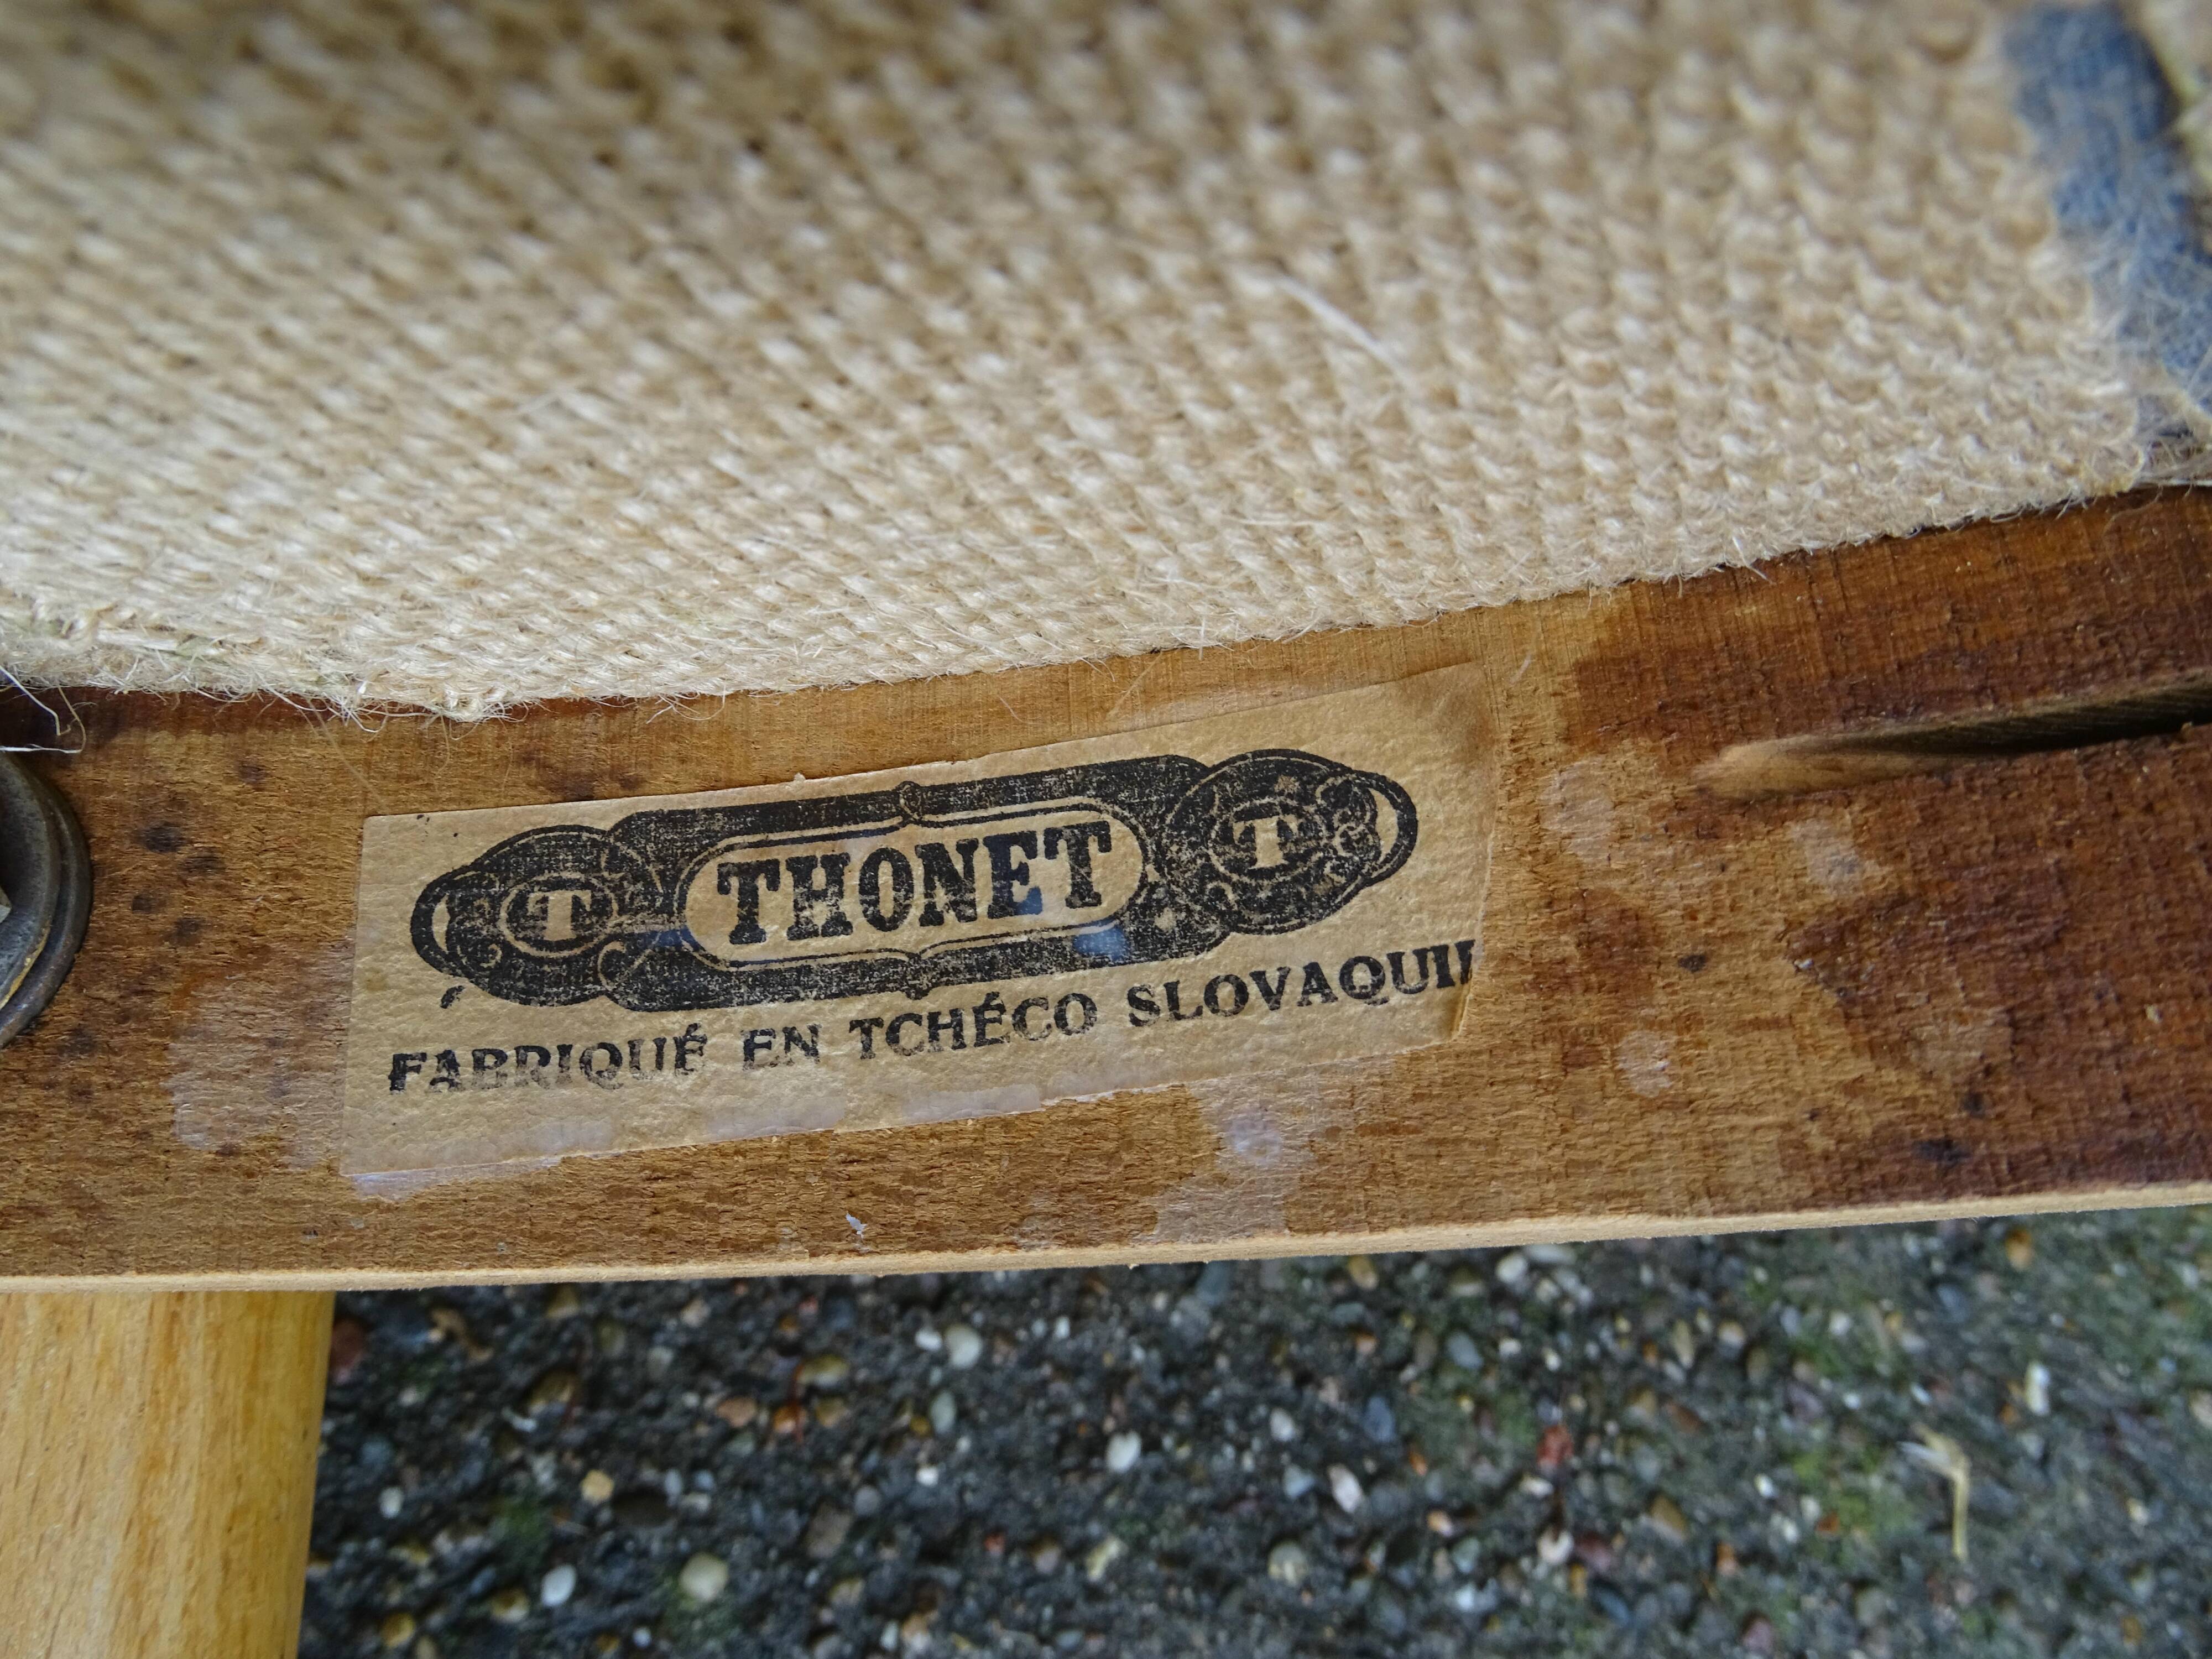 T THONET T
FABRIQUÉ EN TCHÉCO SLOVAQUIE